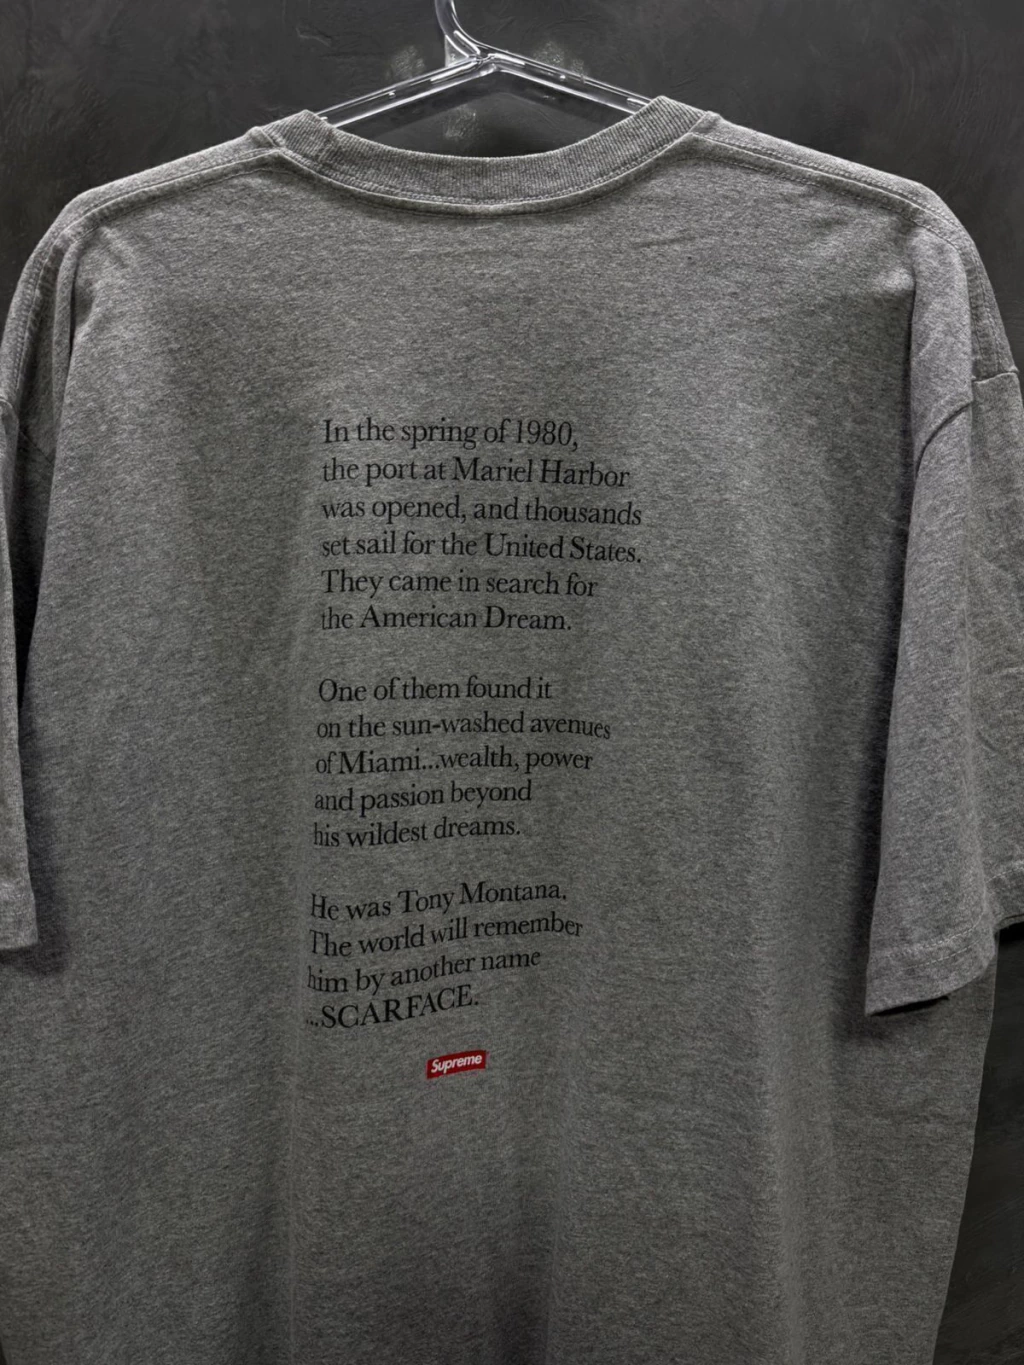 In the spring of 1980,
the port at Mariel Harbor
was opened, and thousands
set sail for the United States.
They came in search for
the American Dream.
One of them found it
on the sun-washed avenues
of Miami...wealth, power
and passion beyond
his wildest dreams.
He was Tony Montana.
The world will remember
him by another name
...SCARFACE.
Supreme